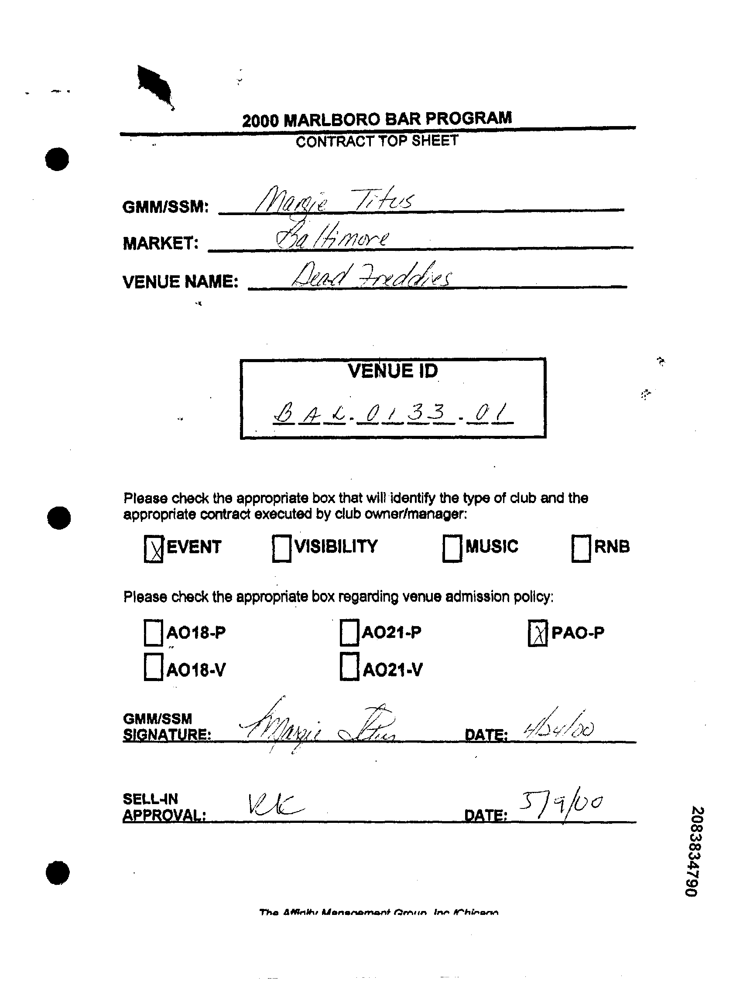 2000 MARLBORO BAR PROGRAM
CONTRACT TOP SHEET
GMM/SSM: Margie Titus
MARKET: Baltimore
VENUE NAME: Dead Freddies
VENUE ID
BAL.0133.01
Please check the appropriate box that will identify the type of club and the
appropriate contract executed by club owner/manager:
X EVENT VISIBILITY MUSIC RNB
Please check the appropriate box regarding venue admission policy:
AO18-P AO21-P X PAO-P
AO18-V AO21-V
GMM/SSM
SIGNATURE: Margie Titus DATE: 4/24/00
SELL-IN
APPROVAL: DATE: 5/9/00
2083834790
The Affinity Management Group, Inc./Chicago